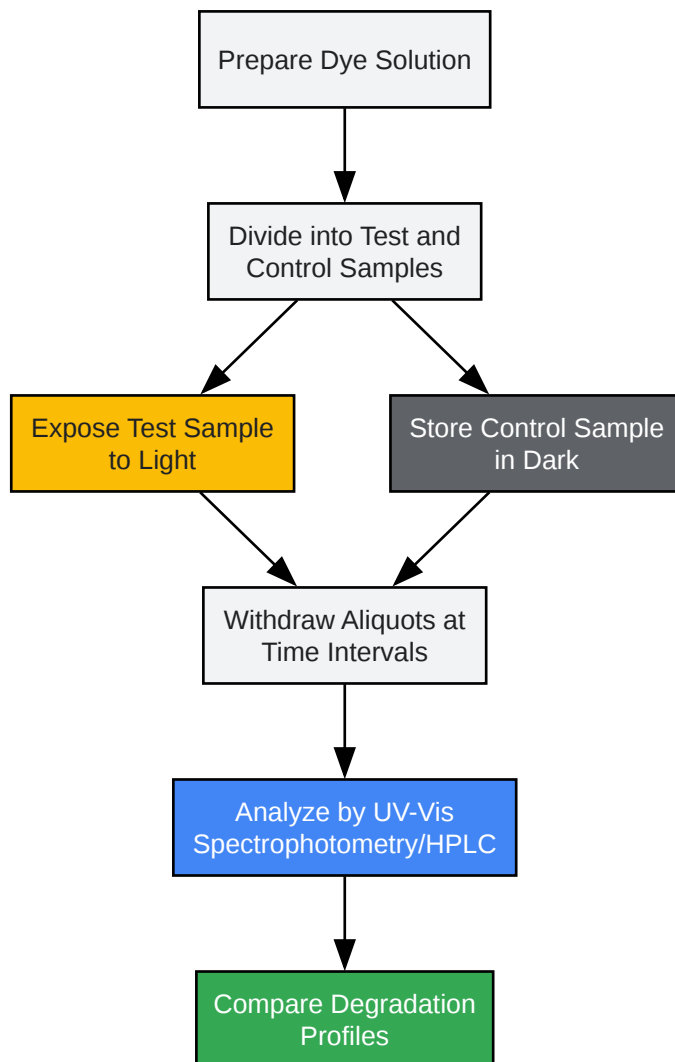 Prepare Dye Solution
Divide into Test and
Control Samples
Expose Test Sample
to Light
Store Control Sample
in Dark
Withdraw Aliquots at
Time Intervals
Analyze by UV-Vis
Spectrophotometry/HPLC
Compare Degradation
Profiles